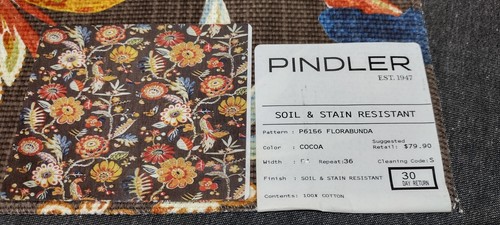 PINDLER
EST. 1947
SOIL & STAIN RESISTANT
Pattern : P6156 FLORABUNDA
Color : COCOA
Suggested
Retail: $79.90
Width : Repeat:36
Cleaning Code:S
Finish : SOIL & STAIN RESISTANT
30
DAY RETURN
Contents: 100% COTTON